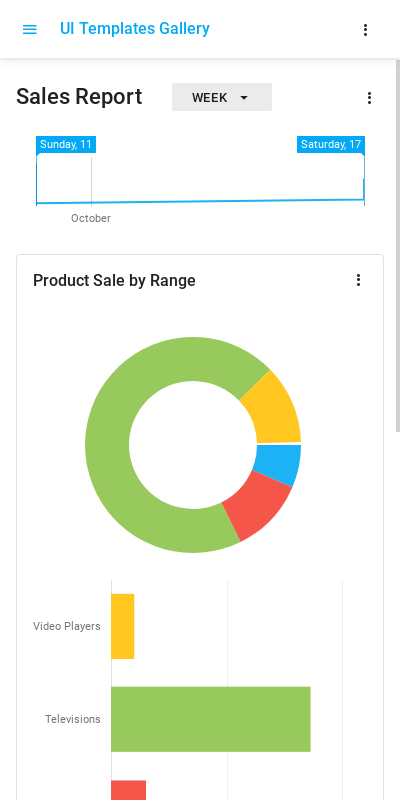 UI Templates Gallery
Sales Report
WEEK
Sunday, 11
Saturday, 17
October
Product Sale by Range
Video Players
Televisions